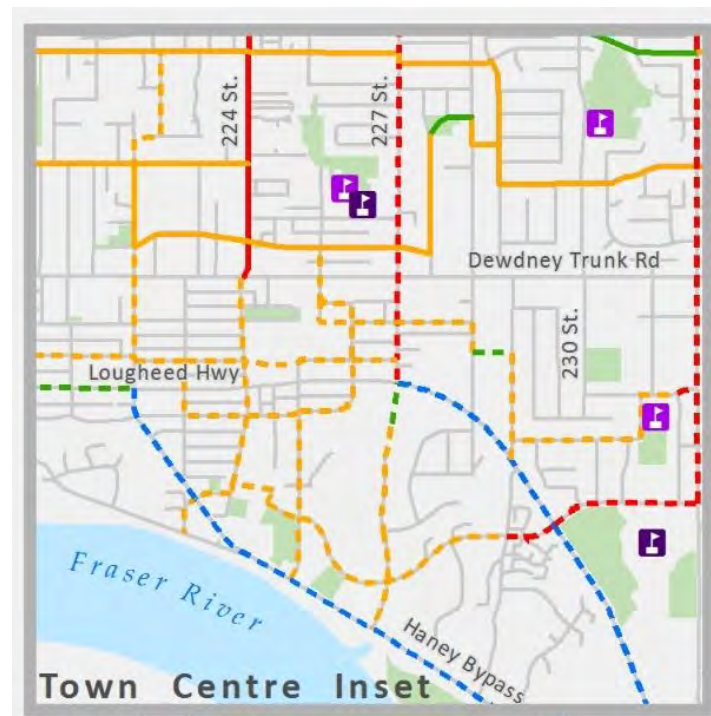 224 St.
227 St.
Dewdney Trunk Rd
230 St.
Lougheed Hwy
Fraser River
Haney Bypass
Town Centre Inset